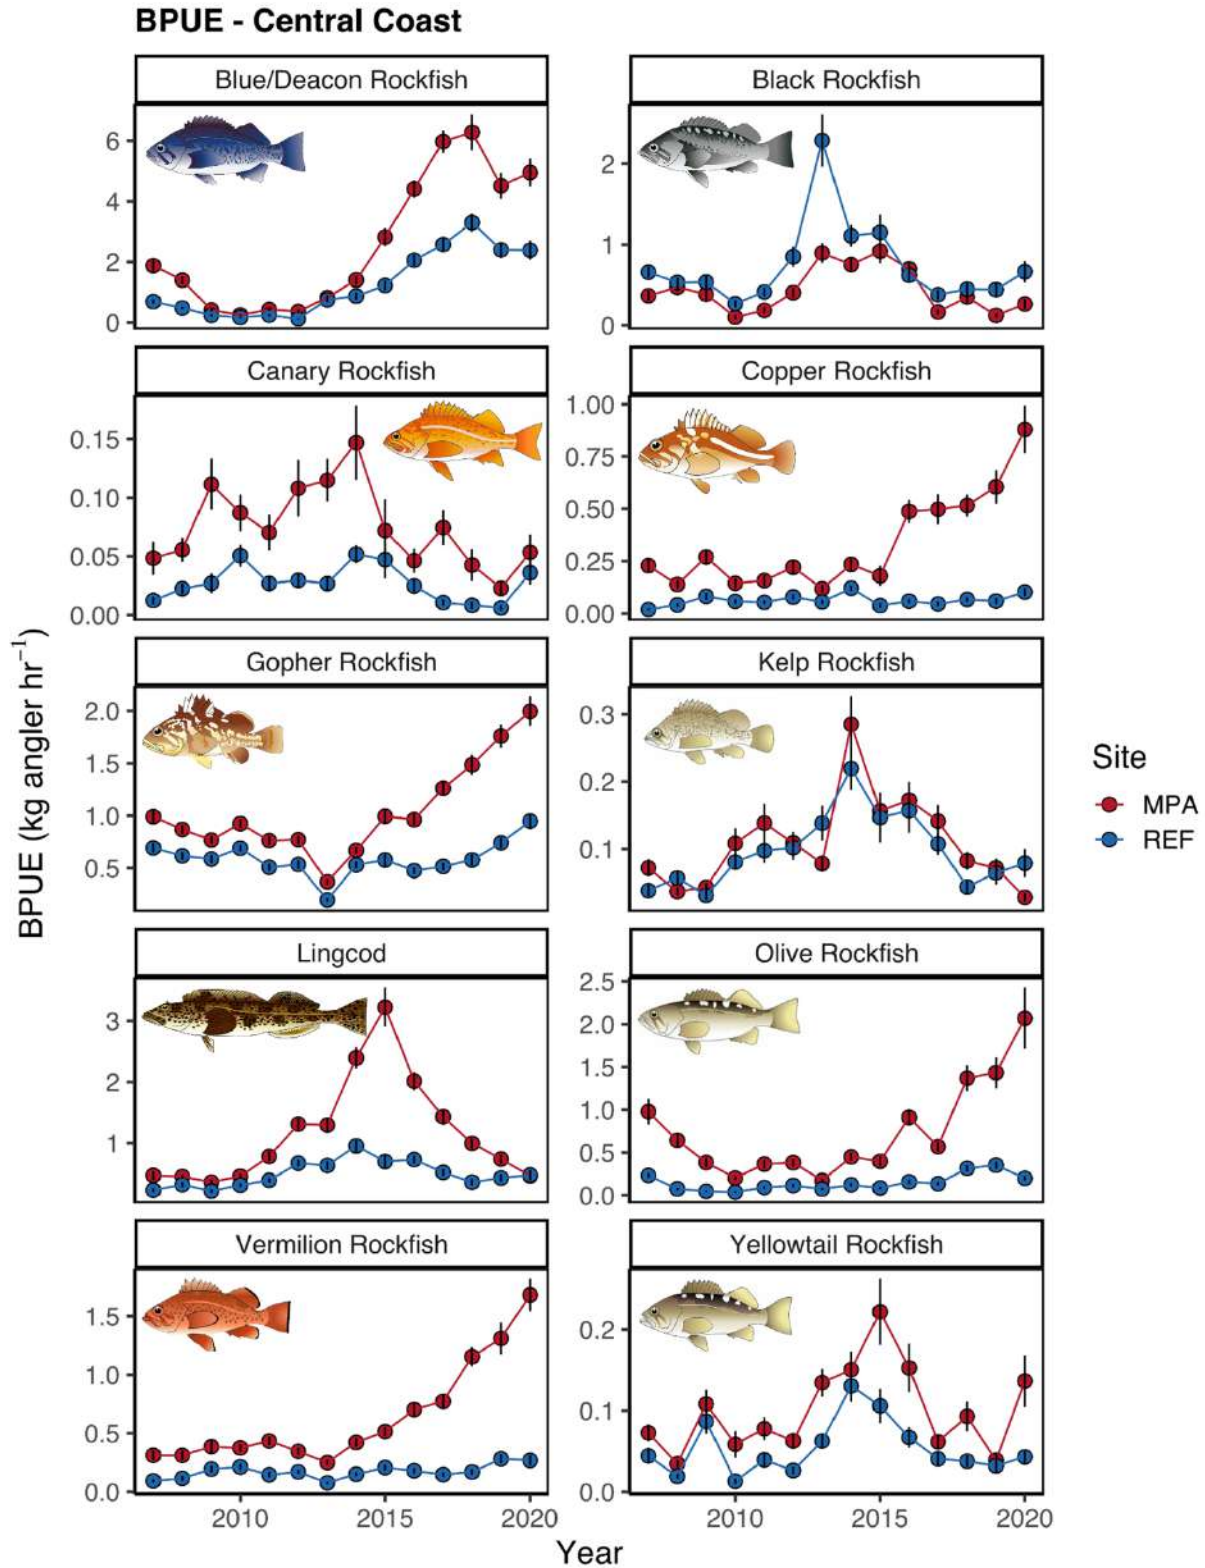 BPUE - Central Coast
Blue/Deacon Rockfish
Black Rockfish
6
4
2
0
2
1
0
Canary Rockfish
Copper Rockfish
0.15
0.10
0.05
0.00
1.00
0.75
0.50
0.25
0.00
Gopher Rockfish
Kelp Rockfish
2.0
1.5
1.0
0.5
0.3
0.2
0.1
Lingcod
Olive Rockfish
3
2
1
2.5
2.0
1.5
1.0
0.5
0.0
Vermilion Rockfish
Yellowtail Rockfish
1.5
1.0
0.5
0.0
0.2
0.1
0.0
2010 2015 2020
2010 2015 2020
Year
BPUE (kg angler hr⁻¹)
Site
MPA
REF